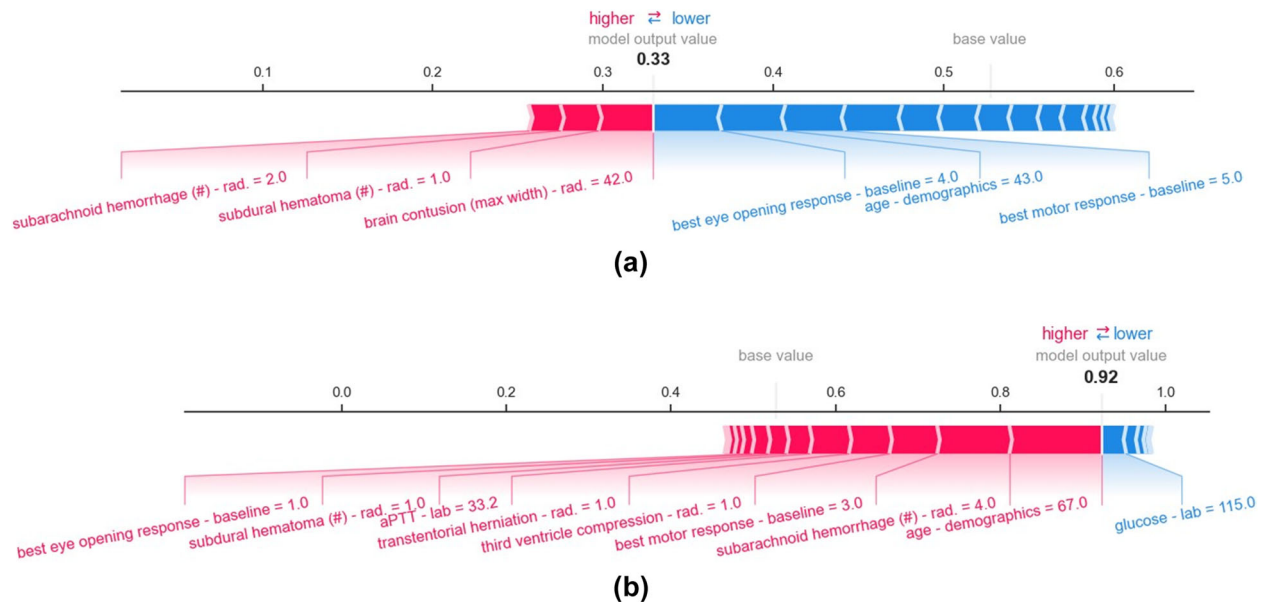 higher ⇄ lower
model output value
base value
0.33
0.1 0.2 0.3 0.4 0.5 0.6
subarachnoid hemorrhage (#) - rad. = 2.0
subdural hematoma (#) - rad. = 1.0
brain contusion (max width) - rad. = 42.0
best eye opening response - baseline = 4.0
age - demographics = 43.0
best motor response - baseline = 5.0
(a)
higher ⇄ lower
base value
model output value
0.92
0.0 0.2 0.4 0.6 0.8 1.0
best eye opening response - baseline = 1.0
subdural hematoma (#) - rad. = 1.0
aPTT - lab = 33.2
transtentorial herniation - rad. = 1.0
third ventricle compression - rad. = 1.0
best motor response - baseline = 3.0
subarachnoid hemorrhage (#) - rad. = 4.0
age - demographics = 67.0
glucose - lab = 115.0
(b)